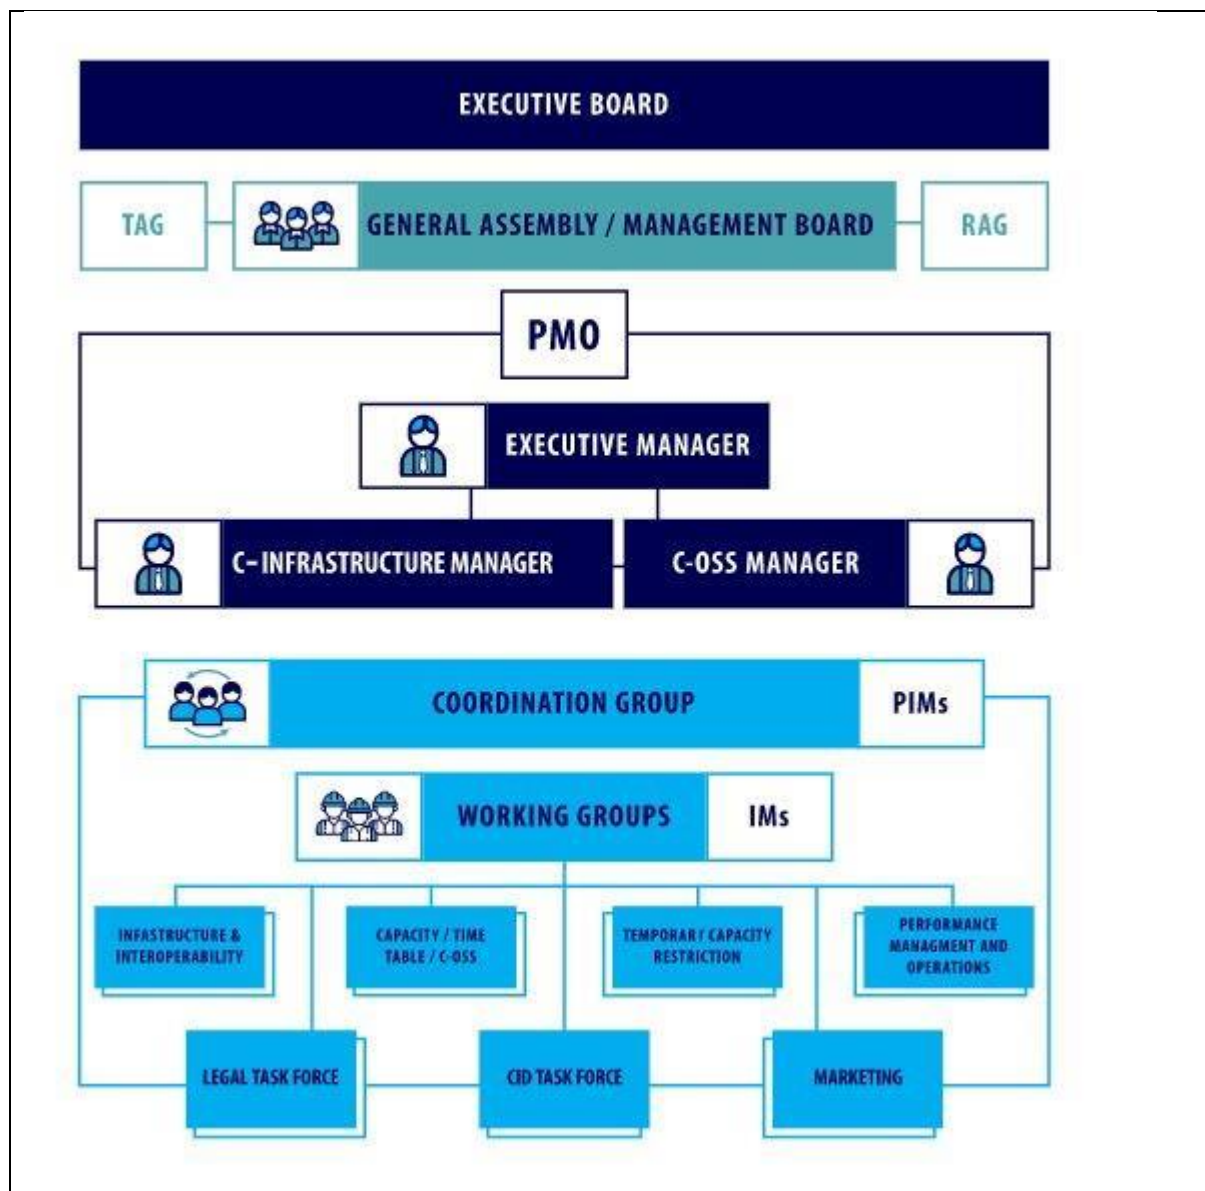 EXECUTIVE BOARD
TAG
GENERAL ASSEMBLY / MANAGEMENT BOARD
RAG
PMO
EXECUTIVE MANAGER
C-INFRASTRUCTURE MANAGER
C-OSS MANAGER
COORDINATION GROUP
PIMs
WORKING GROUPS
IMs
INFASTRUCTURE &
INTEROPERABILITY
CAPACITY / TIME
TABLE / C-OSS
TEMPORARY CAPACITY
RESTRICTION
PERFORMANCE
MANAGMENT AND
OPERATIONS
LEGAL TASK FORCE
CID TASK FORCE
MARKETING